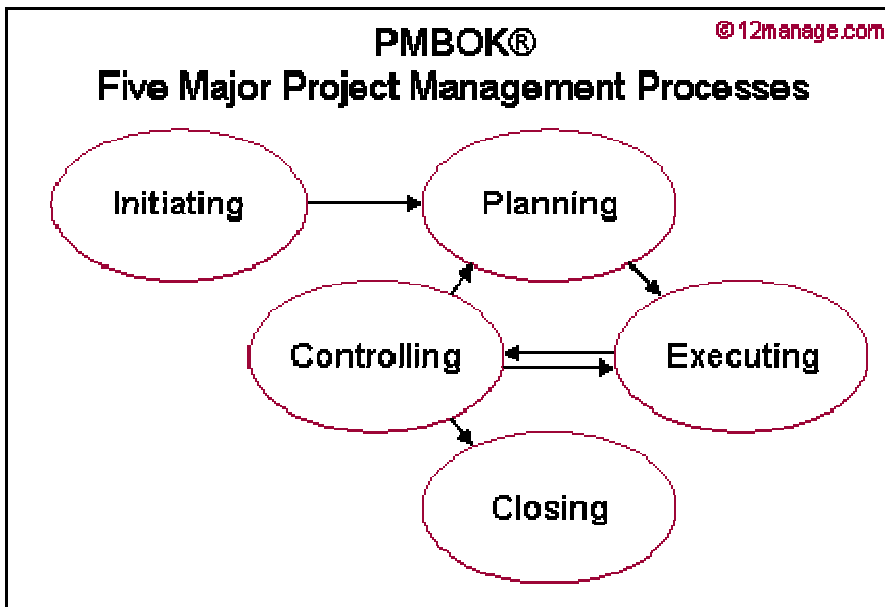 ©12manage.com
PMBOK®
Five Major Project Management Processes
Initiating
Planning
Controlling
Executing
Closing